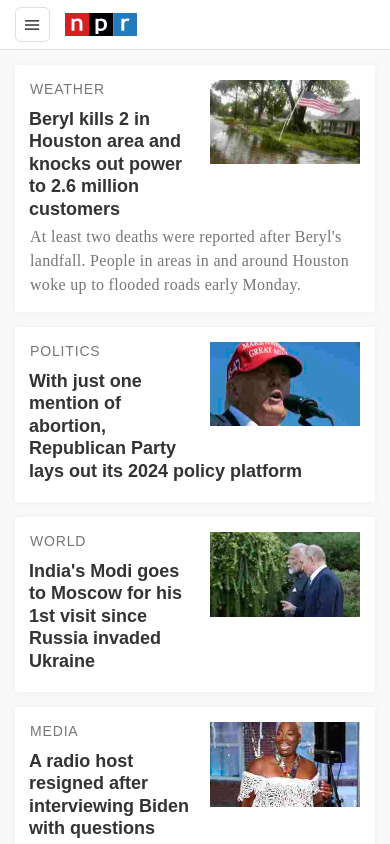 npr
WEATHER
Beryl kills 2 in
Houston area and
knocks out power
to 2.6 million
customers
At least two deaths were reported after Beryl's
landfall. People in areas in and around Houston
woke up to flooded roads early Monday.
POLITICS
With just one
mention of
abortion,
Republican Party
lays out its 2024 policy platform
WORLD
India's Modi goes
to Moscow for his
1st visit since
Russia invaded
Ukraine
MEDIA
A radio host
resigned after
interviewing Biden
with questions